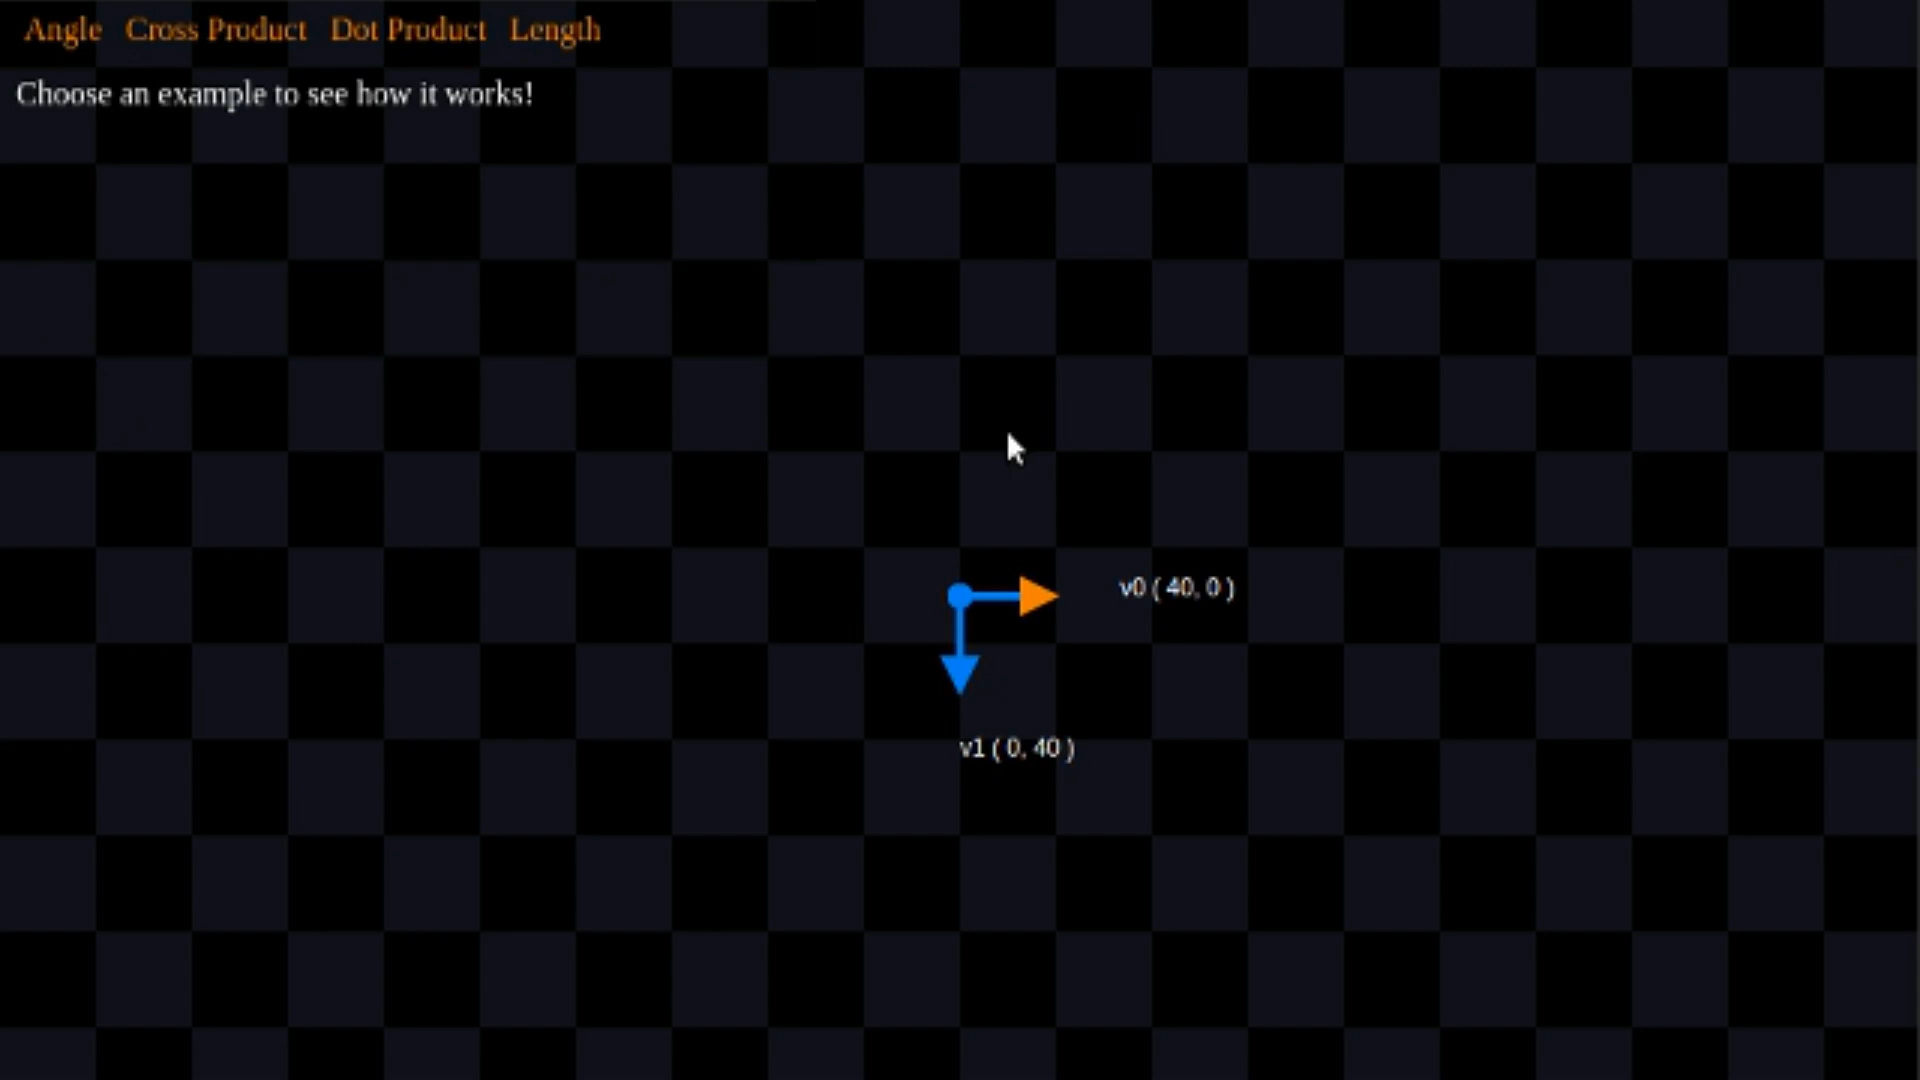 Angle Cross Product Dot Product Length
Choose an example to see how it works!
v0 ( 40, 0 )
v1 ( 0, 40 )